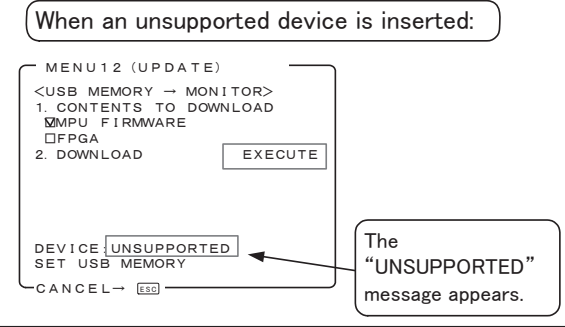 When an unsupported device is inserted:
MENU12 (UPDATE)
<USB MEMORY → MONITOR>
1. CONTENTS TO DOWNLOAD
☑MPU FIRMWARE
□FPGA
2. DOWNLOAD EXECUTE
DEVICE:UNSUPPORTED
SET USB MEMORY
CANCEL→ ESC
The
“UNSUPPORTED”
message appears.